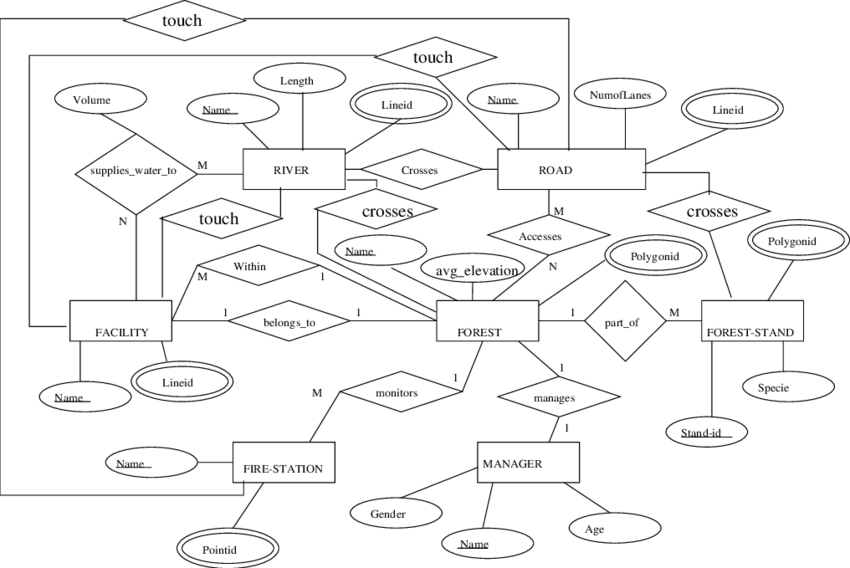 touch
touch
Length
Volume
Name
Lineid
Name
NumofLanes
Lineid
supplies_water_to
M
RIVER
Crosses
ROAD
N
touch
crosses
M
crosses
Accesses
Name
Polygonid
Within
M
1
avg_elevation
N
Polygonid
FACILITY
1
belongs_to
1
FOREST
1
part_of
M
FOREST-STAND
Name
Lineid
M
monitors
1
1
manages
1
Specie
Stand-id
Name
FIRE-STATION
MANAGER
Gender
Name
Age
Pointid